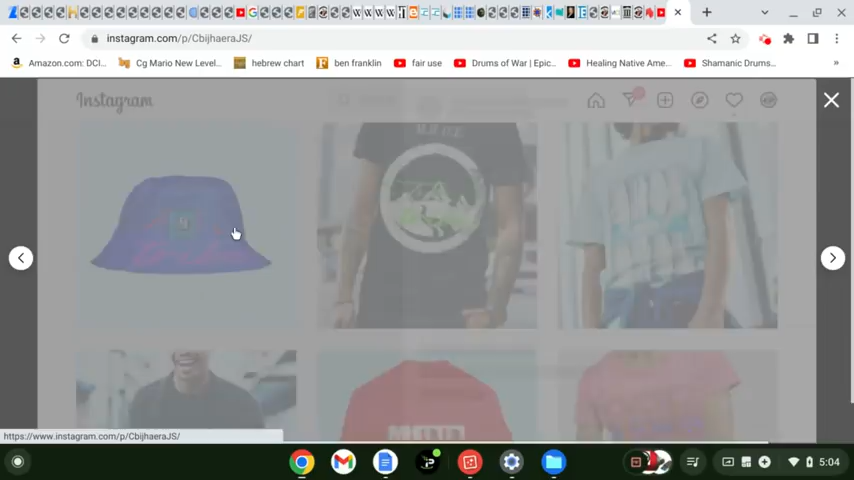 instagram.com/p/CbijhaeraJS/
Amazon.com: DCI...
Cg Mario New Level...
hebrew chart
ben franklin
fair use
Drums of War | Epic...
Healing Native Ame...
Shamanic Drums...
Instagram
https://www.instagram.com/p/CbijhaeraJS/
5:04